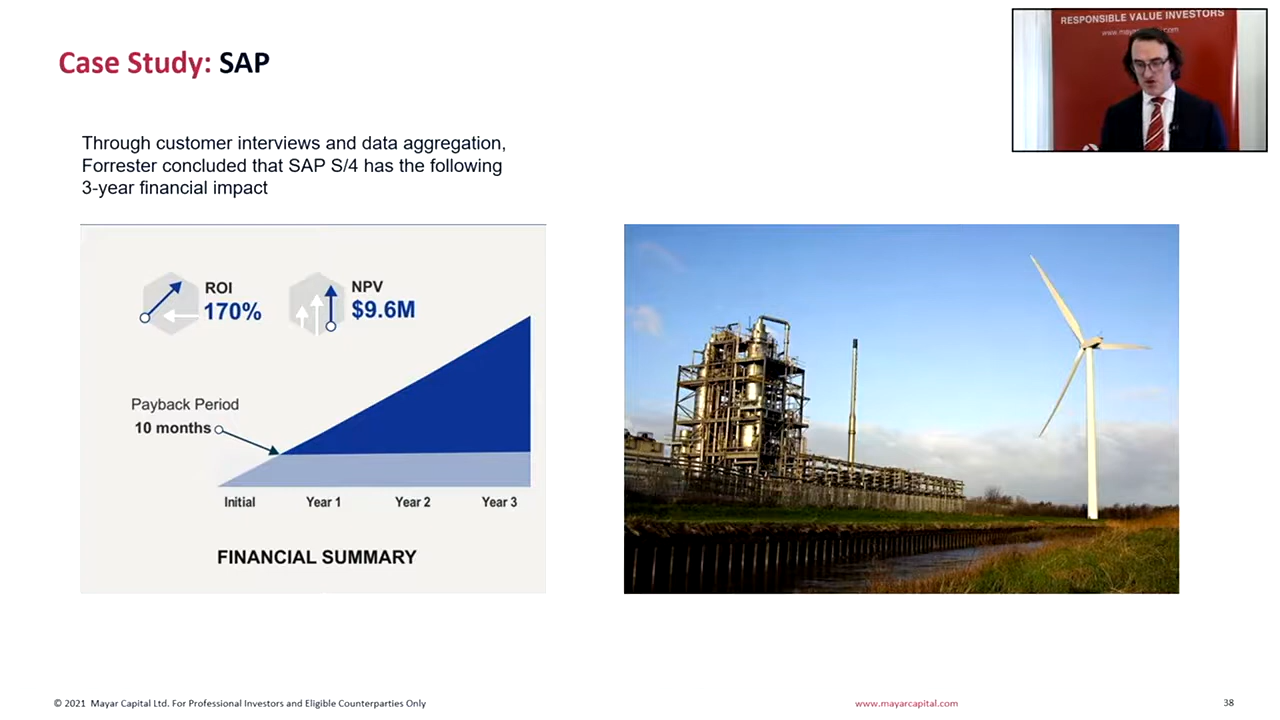 Case Study: SAP
RESPONSIBLE VALUE INVESTORS
Through customer interviews and data aggregation,
Forrester concluded that SAP S/4 has the following
3-year financial impact
ROI
170%
NPV
$9.6M
Payback Period
10 months
Initial Year 1 Year 2 Year 3
FINANCIAL SUMMARY
© 2021 Mayar Capital Ltd. For Professional Investors and Eligible Counterparties Only
www.mayarcapital.com
38